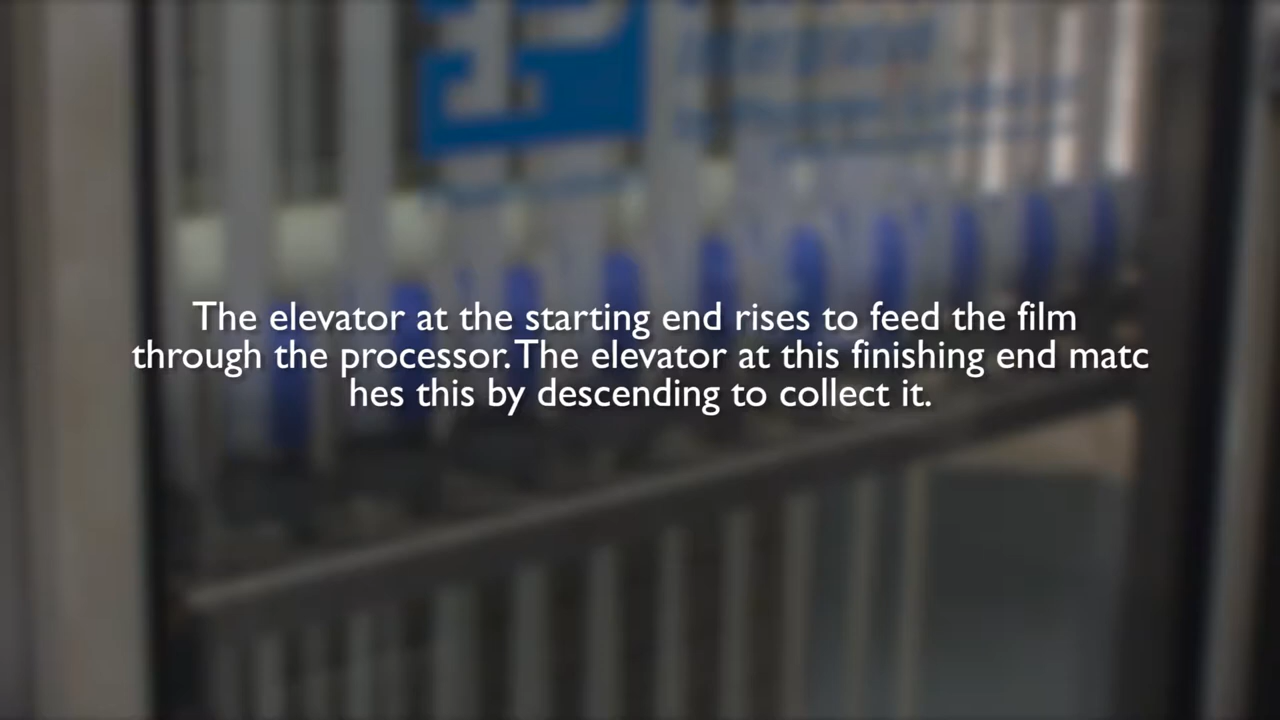 The elevator at the starting end rises to feed the film
through the processor. The elevator at this finishing end matc
hes this by descending to collect it.